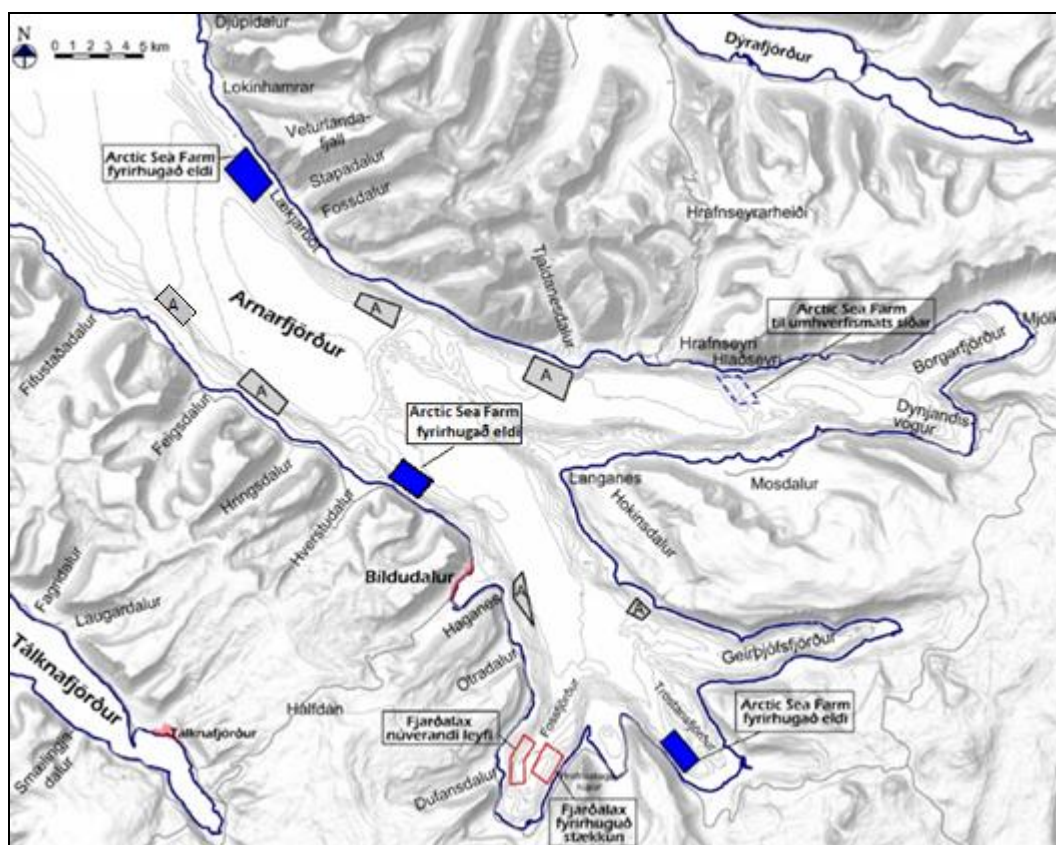 Djúpidalur
N
0 1 2 3 4 5 km
Dýrafjörður
Lokinhamrar
Arctic Sea Farm
fyrirhugað eldi
Stapadalur
Fossdalur
Lækjarbót
Hrafnseyrarheiði
Tjaldanesdalur
Arnarfjörður
A
A
A
A
Arctic Sea Farm
til umhverfismats síðar
Hrafnseyri
Hlaðseyri
Borgarfjörður
Dynjandis-
vogur
Fífustaðadalur
Feigsdalur
Hringsdalur
Hverstudalur
Arctic Sea Farm
fyrirhugað eldi
Langanes
Hokinsdalur
Mosdalur
Fagridalur
Laugardalur
Bíldudalur
Haganes
A
A
Geirþjófsfjörður
Tálknafjörður
Tálknafjörður
Hálfdán
Otradalur
Fossfjörður
Trostansfjörður
Arctic Sea Farm
fyrirhugað eldi
Fjarðalax
núverandi leyfi
Dufansdalur
Fjarðalax
fyrirhuguð
stækkun